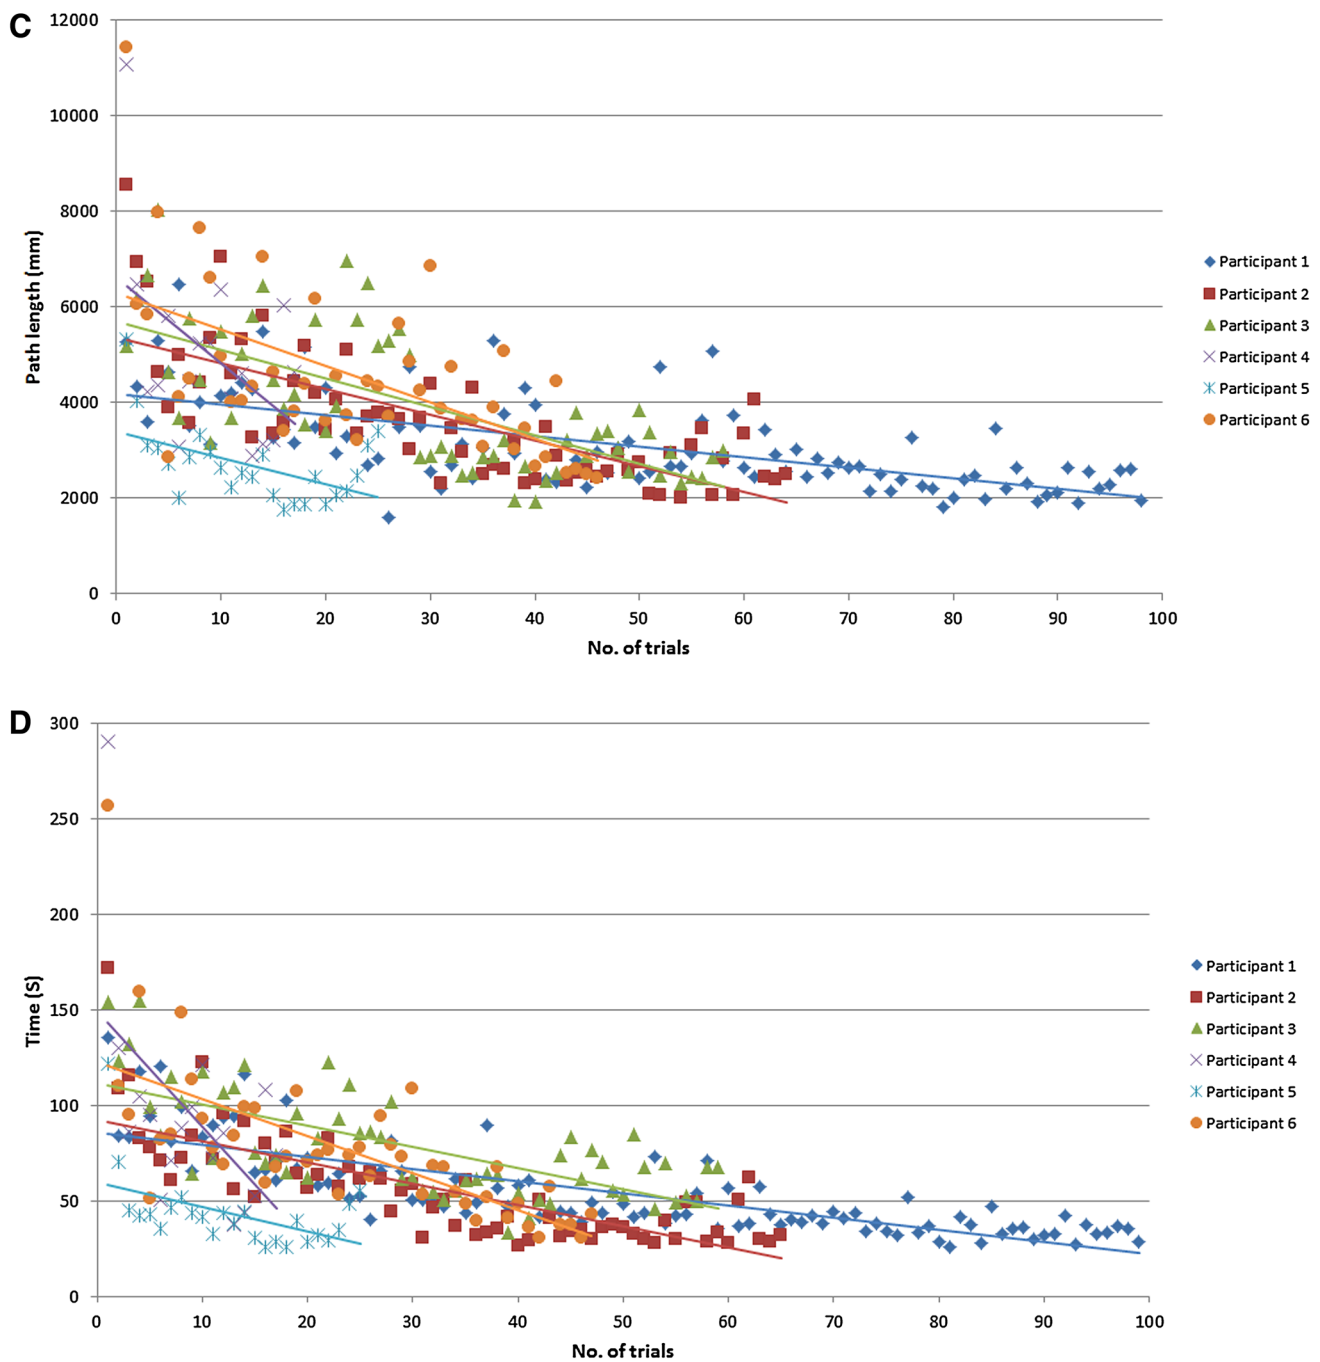 C
12000
10000
8000
6000
4000
2000
0
Path length (mm)
0 10 20 30 40 50 60 70 80 90 100
No. of trials
Participant 1
Participant 2
Participant 3
Participant 4
Participant 5
Participant 6
D
300
250
200
150
100
50
0
Time (S)
0 10 20 30 40 50 60 70 80 90 100
No. of trials
Participant 1
Participant 2
Participant 3
Participant 4
Participant 5
Participant 6